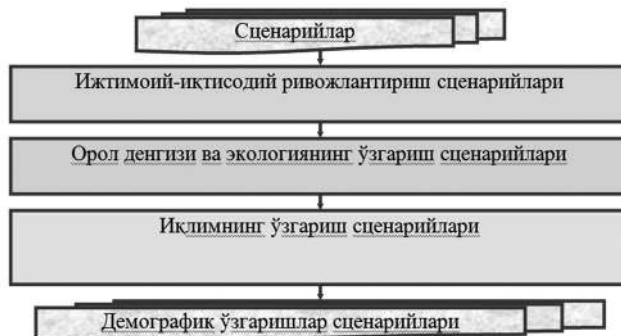 Сценарийлар
Ижтимоий-иқтисодий ривожлантириш сценарийлари
Орол денгизи ва экологиянинг ўзгариш сценарийлари
Иқлимнинг ўзгариш сценарийлари
Демографик ўзгаришлар сценарийлари